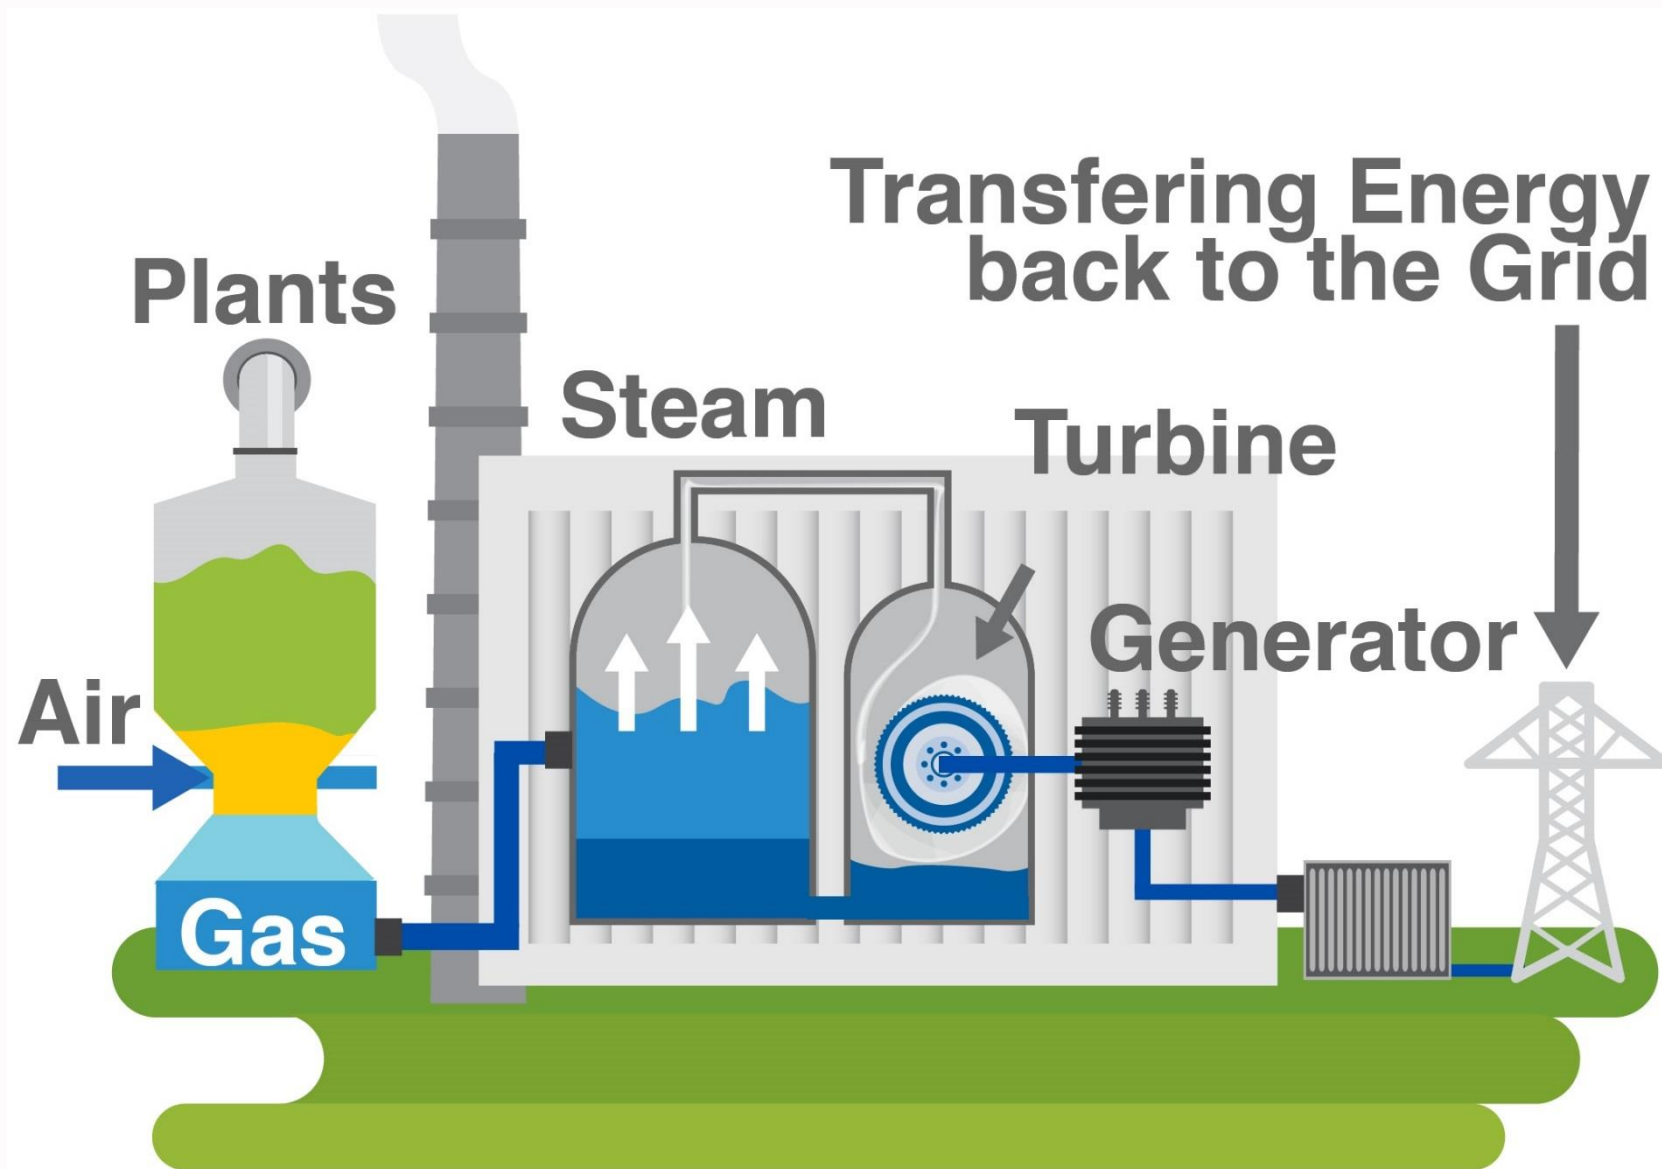 Transfering Energy
back to the Grid
Plants
Steam
Turbine
Generator
Air
Gas